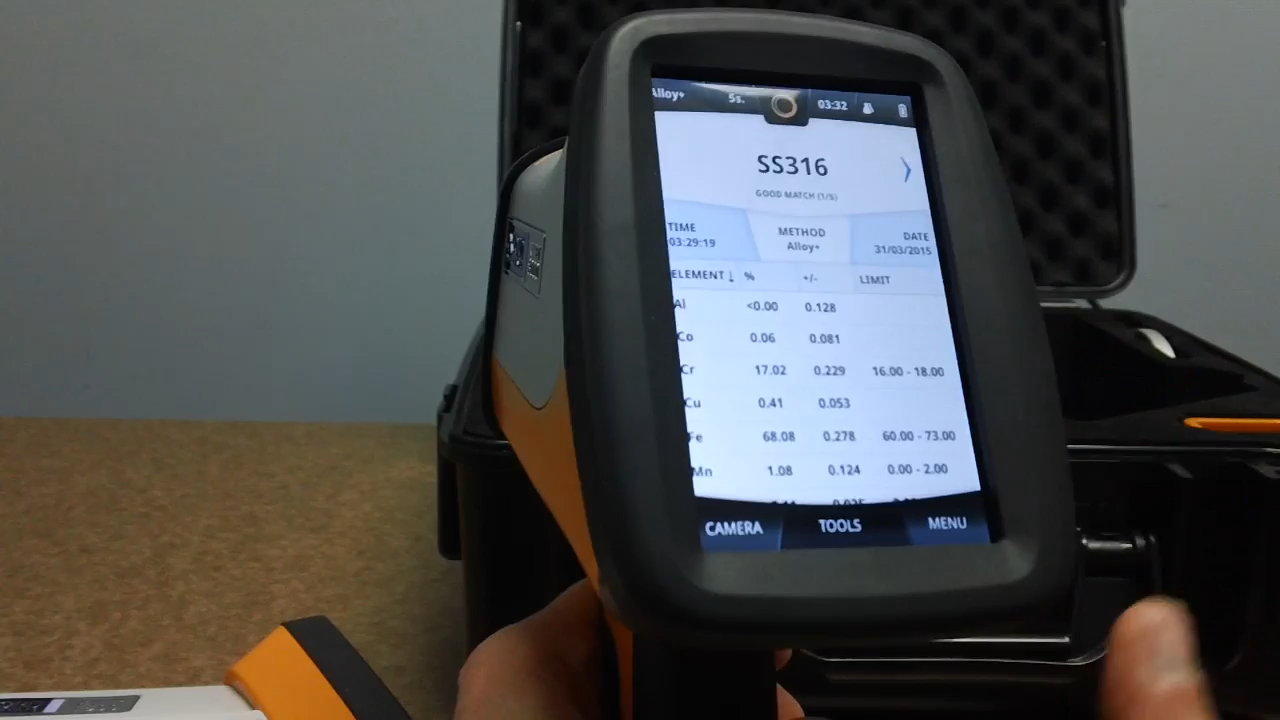 Alloy+ 5s. 03:32
SS316
GOOD MATCH (1/5)
TIME METHOD DATE
03:29:19 Alloy+ 31/03/2015
ELEMENT ↓ % +/- LIMIT
Al <0.00 0.128
Co 0.06 0.081
Cr 17.02 0.229 16.00 - 18.00
Cu 0.41 0.053
Fe 68.08 0.278 60.00 - 73.00
Mn 1.08 0.124 0.00 - 2.00
CAMERA TOOLS MENU